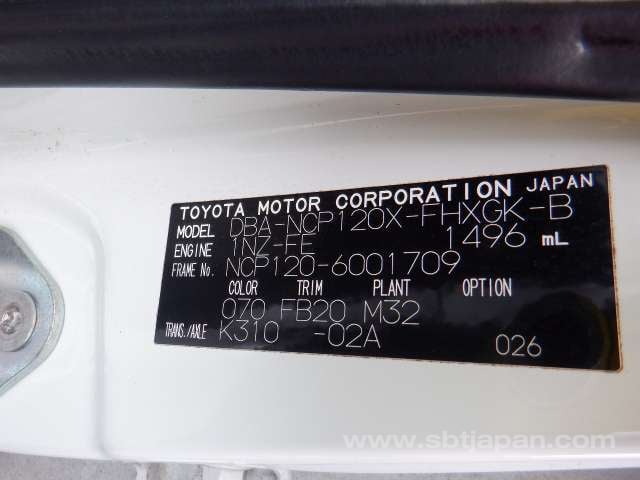 TOYOTA MOTOR CORPORATION JAPAN
MODEL DBA-NCP120X-FHXGK-B
ENGINE 1NZ-FE 1496 mL
FRAME No. NCP120-6001709
COLOR TRIM PLANT OPTION
070 FB20 M32
TRANS./AXLE K310 -02A
026
www.sbtjapan.com